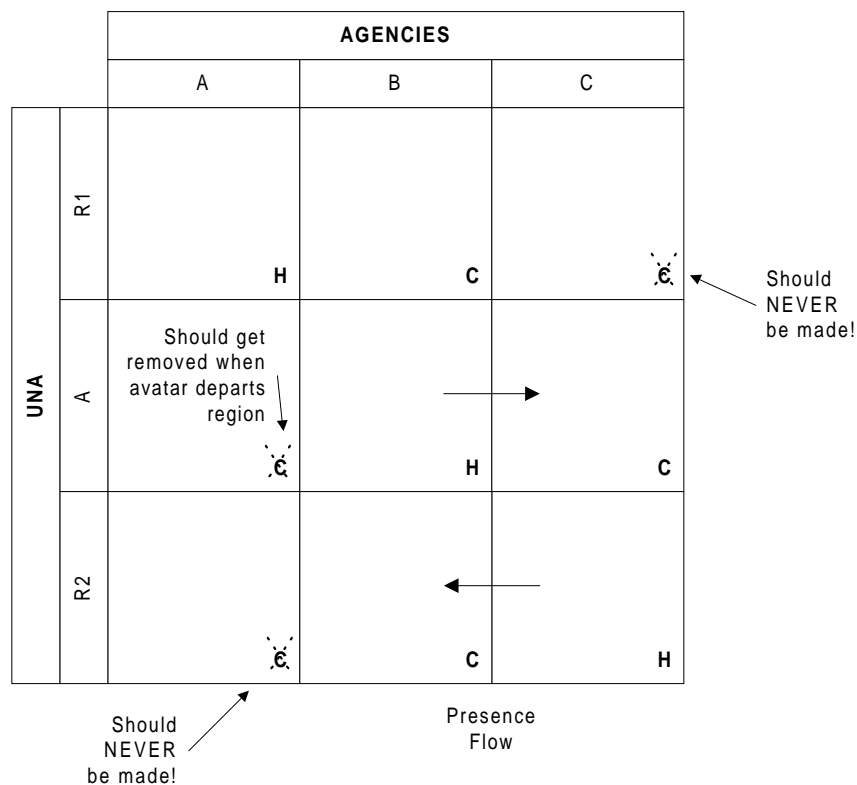 AGENCIES
A B C
UNA
R1
H C C
Should
NEVER
be made!
A
Should get
removed when
avatar departs
region
C H C
R2
C C H
Should
NEVER
be made!
Presence
Flow